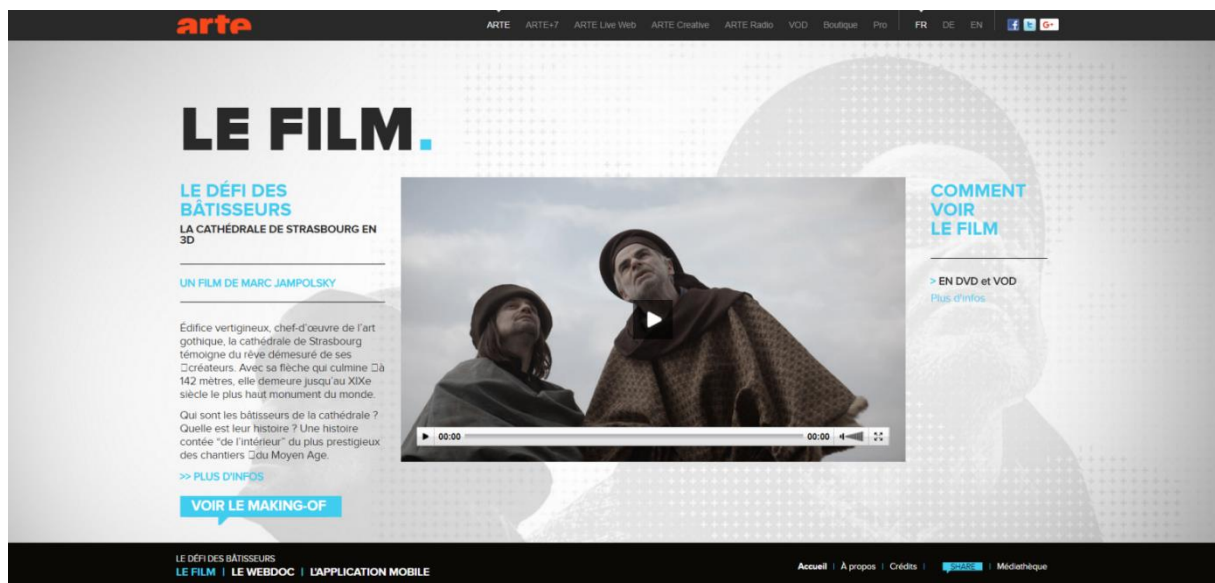 arte
ARTE ARTE+7 ARTE Live Web ARTE Creative ARTE Radio VOD Boutique Pro FR DE EN
LE FILM.
LE DÉFI DES
BÂTISSEURS
LA CATHÉDRALE DE STRASBOURG EN
3D
UN FILM DE MARC JAMPOLSKY
Édifice vertigineux, chef-d'œuvre de l'art
gothique, la cathédrale de Strasbourg
témoigne du rêve démesuré de ses
créateurs. Avec sa flèche qui culmine à
142 mètres, elle demeure jusqu'au XIXe
siècle le plus haut monument du monde.
Qui sont les bâtisseurs de la cathédrale ?
Quelle est leur histoire ? Une histoire
contée “de l'intérieur” du plus prestigieux
des chantiers du Moyen Age.
>> PLUS D'INFOS
VOIR LE MAKING-OF
00:00 00:00
COMMENT
VOIR
LE FILM
> EN DVD et VOD
Plus d'infos
LE DÉFI DES BÂTISSEURS
LE FILM | LE WEBDOC | L'APPLICATION MOBILE
Accueil | À propos | Crédits | SHARE | Médiathèque